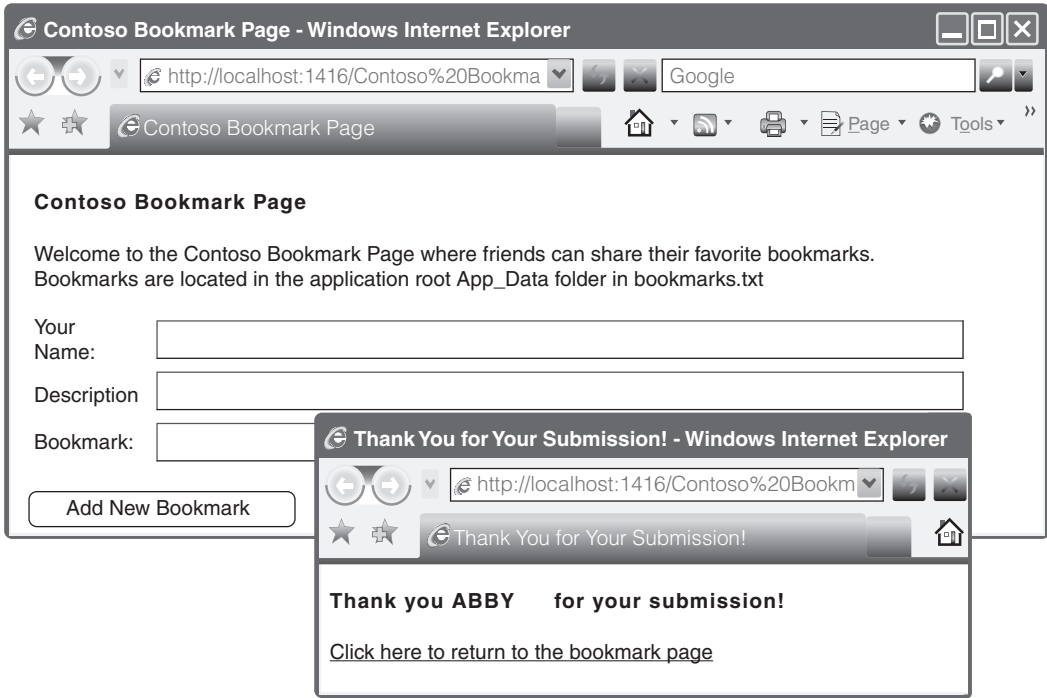 Contoso Bookmark Page - Windows Internet Explorer
http://localhost:1416/Contoso%20Bookma
Google
Contoso Bookmark Page
Page
Tools
Contoso Bookmark Page
Welcome to the Contoso Bookmark Page where friends can share their favorite bookmarks.
Bookmarks are located in the application root App_Data folder in bookmarks.txt
Your
Name:
Description
Bookmark:
Add New Bookmark
Thank You for Your Submission! - Windows Internet Explorer
http://localhost:1416/Contoso%20Bookm
Thank You for Your Submission!
Thank you ABBY for your submission!
Click here to return to the bookmark page